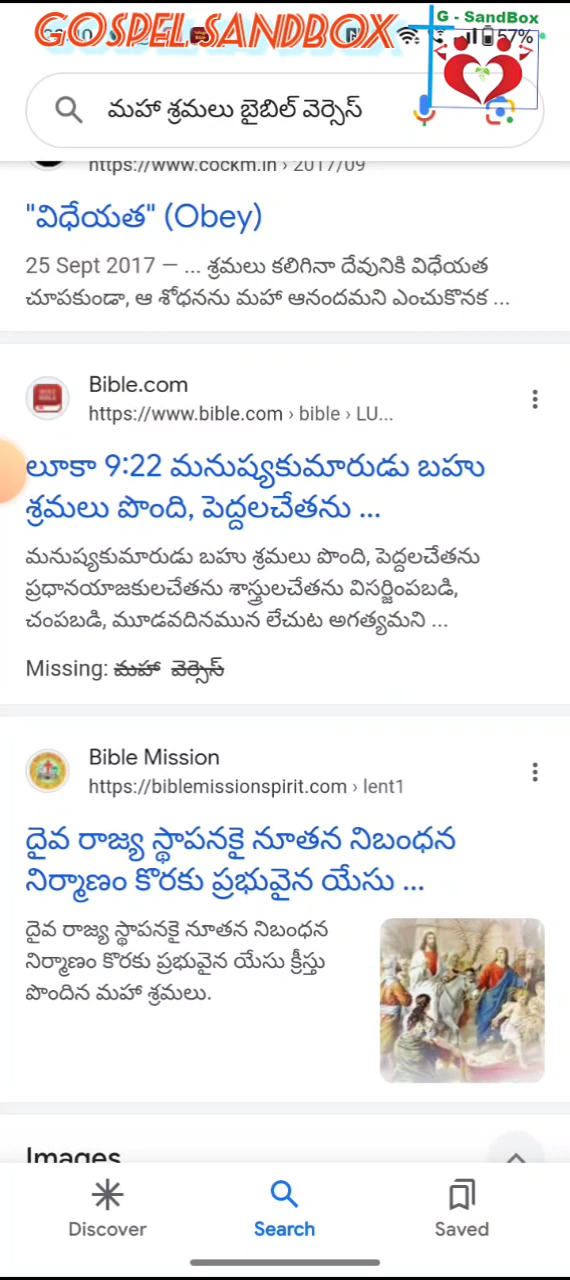 GOSPEL SANDBOX
G - SandBox
57%
మహా శ్రమలు బైబిల్ వెర్సెస్
https://www.cockm.in › 2017/09
"విధేయత" (Obey)
25 Sept 2017 — ... శ్రమలు కలిగినా దేవునికి విధేయత
చూపకుండా, ఆ శోధనను మహా ఆనందమని ఎంచుకొనక ...
Bible.com
https://www.bible.com › bible › LU...
లూకా 9:22 మనుష్యకుమారుడు బహు
శ్రమలు పొంది, పెద్దలచేతను ...
మనుష్యకుమారుడు బహు శ్రమలు పొంది, పెద్దలచేతను
ప్రధానయాజకులచేతను శాస్త్రులచేతను విసర్జింపబడి,
చంపబడి, మూడవదినమున లేచుట అగత్యమని ...
Missing: మహా వెర్సెస్
Bible Mission
https://biblemissionspirit.com › lent1
దైవ రాజ్య స్థాపనకై నూతన నిబంధన
నిర్మాణం కొరకు ప్రభువైన యేసు ...
దైవ రాజ్య స్థాపనకై నూతన నిబంధన
నిర్మాణం కొరకు ప్రభువైన యేసు క్రీస్తు
పొందిన మహా శ్రమలు.
Images
Discover
Search
Saved